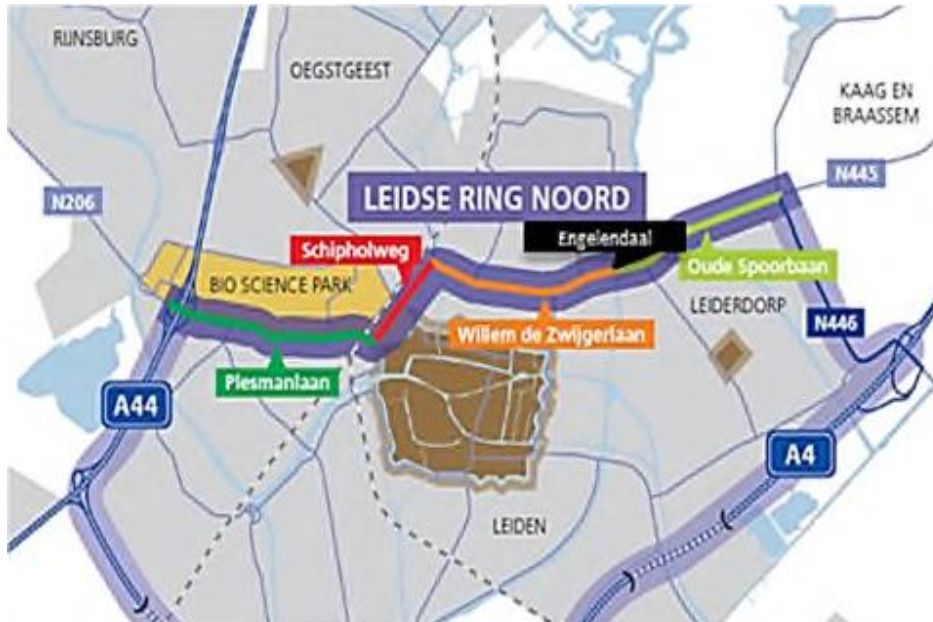 RIJNSBURG
OEGSTGEEST
KAAG EN
BRAASSEM
N445
N206
LEIDSE RING NOORD
Schipholweg
Engelendaal
Oude Spoorbaan
BIO SCIENCE PARK
LEIDERDORP
N446
Willem de Zwijgerlaan
Plesmanlaan
A44
A4
LEIDEN